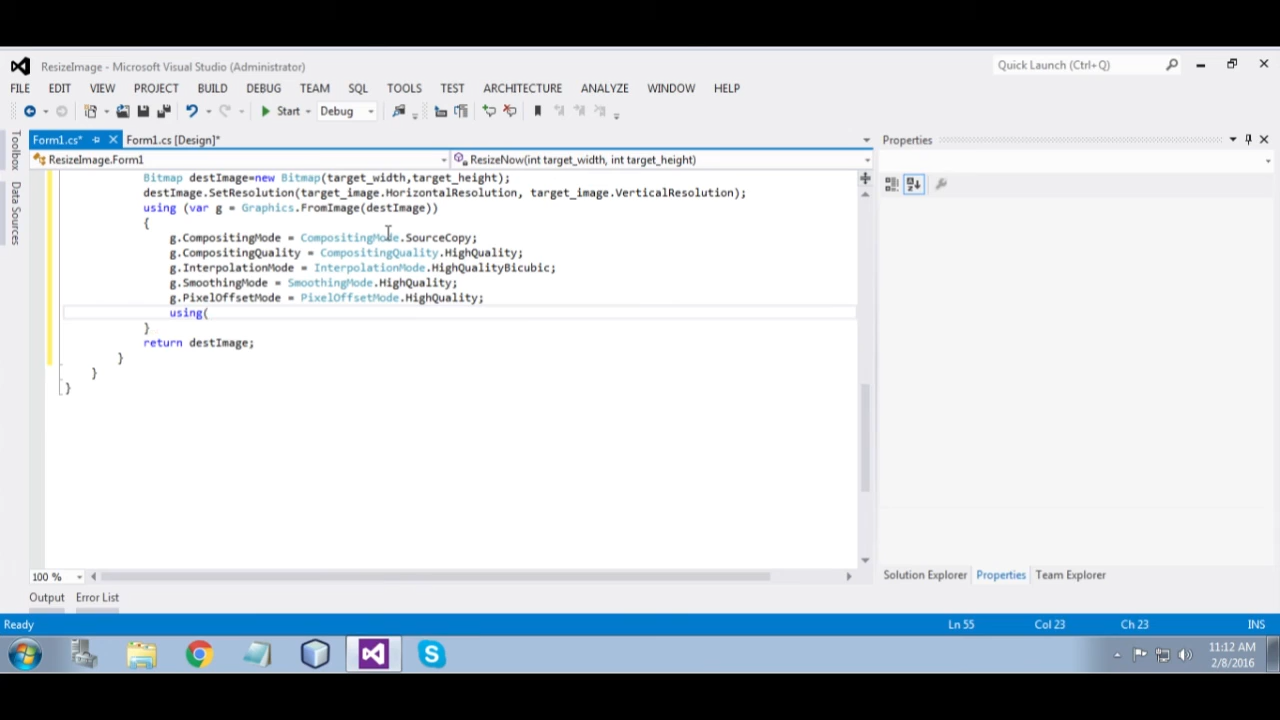 ResizeImage - Microsoft Visual Studio (Administrator)
Quick Launch (Ctrl+Q)
FILE EDIT VIEW PROJECT BUILD DEBUG TEAM SQL TOOLS TEST ARCHITECTURE ANALYZE WINDOW HELP
Start Debug
Toolbox
Data Sources
Form1.cs* Form1.cs [Design]*
Properties
ResizeImage.Form1
ResizeNow(int target_width, int target_height)
Bitmap destImage=new Bitmap(target_width,target_height);
destImage.SetResolution(target_image.HorizontalResolution, target_image.VerticalResolution);
using (var g = Graphics.FromImage(destImage))
{
g.CompositingMode = CompositingMode.SourceCopy;
g.CompositingQuality = CompositingQuality.HighQuality;
g.InterpolationMode = InterpolationMode.HighQualityBicubic;
g.SmoothingMode = SmoothingMode.HighQuality;
g.PixelOffsetMode = PixelOffsetMode.HighQuality;
using(
}
return destImage;
}
}
}
100 %
Solution Explorer Properties Team Explorer
Output Error List
Ready
Ln 55 Col 23 Ch 23 INS
11:12 AM
2/8/2016